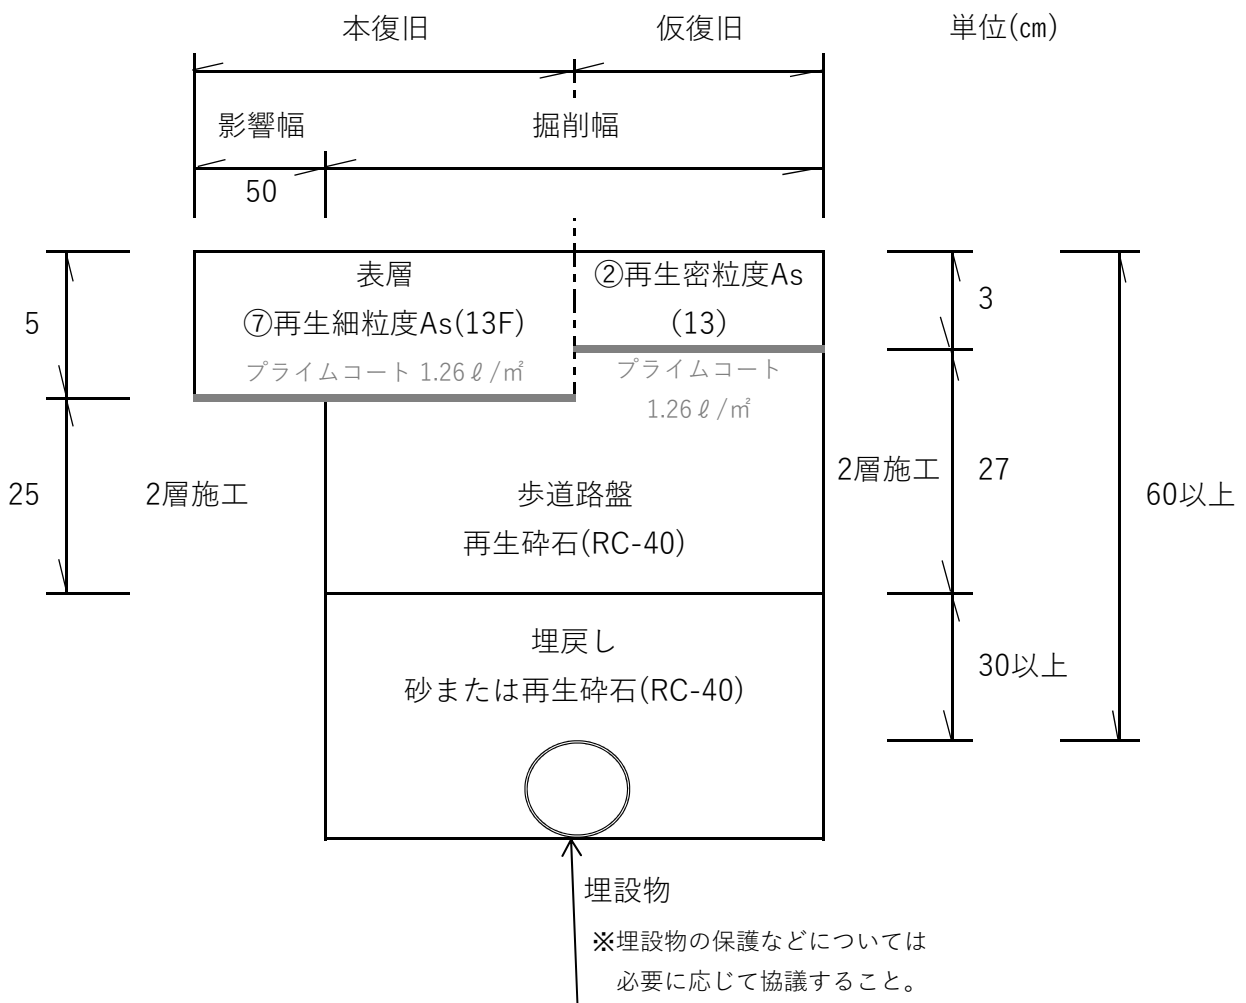 本復旧
仮復旧
単位(㎝)
影響幅
掘削幅
50
表層
②再生密粒度As
3
5
⑦再生細粒度As(13F)
(13)
プライムコート 1.26ℓ/㎡
プライムコート
1.26ℓ/㎡
2層施工
27
25
2層施工
歩道路盤
60以上
再生砕石(RC-40)
埋戻し
30以上
砂または再生砕石(RC-40)
埋設物
※埋設物の保護などについては
必要に応じて協議すること。